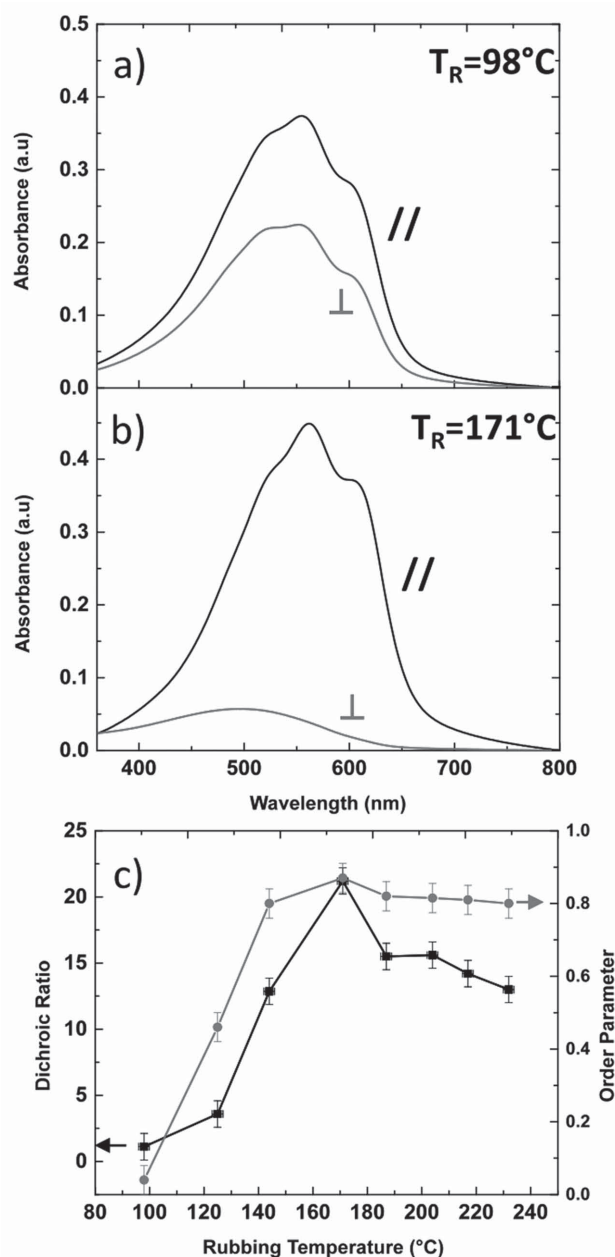 a)
T_R=98°C
Absorbance (a.u)
0.5
0.4
0.3
0.2
0.1
0.0
//
⊥
b)
T_R=171°C
Absorbance (a.u)
0.4
0.3
0.2
0.1
0.0
//
⊥
400 500 600 700 800
Wavelength (nm)
c)
Dichroic Ratio
25
20
15
10
5
0
1.0
0.8
0.6
0.4
0.2
0.0
Order Parameter
80 100 120 140 160 180 200 220 240
Rubbing Temperature (°C)